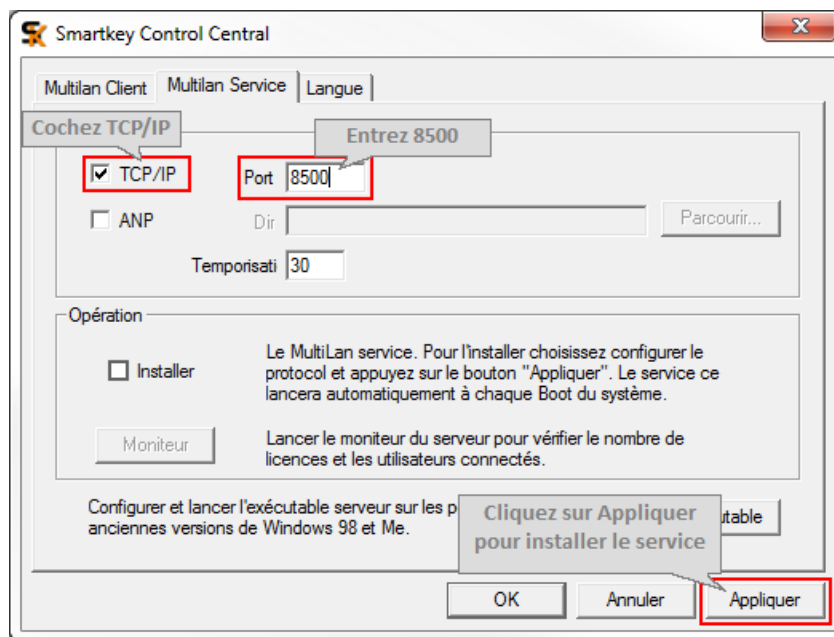 Smartkey Control Central
Multilan Client
Multilan Service
Langue
Cochez TCP/IP
Entrez 8500
TCP/IP
Port
8500
ANP
Dir
Parcourir...
Temporisati
30
Opération
Installer
Le MultiLan service. Pour l'installer choisissez configurer le
protocol et appuyez sur le bouton "Appliquer". Le service ce
lancera automatiquement à chaque Boot du système.
Moniteur
Lancer le moniteur du serveur pour vérifier le nombre de
licences et les utilisateurs connectés.
Configurer et lancer l'exécutable serveur sur les
anciennes versions de Windows 98 et Me.
Cliquez sur Appliquer
pour installer le service
OK
Annuler
Appliquer